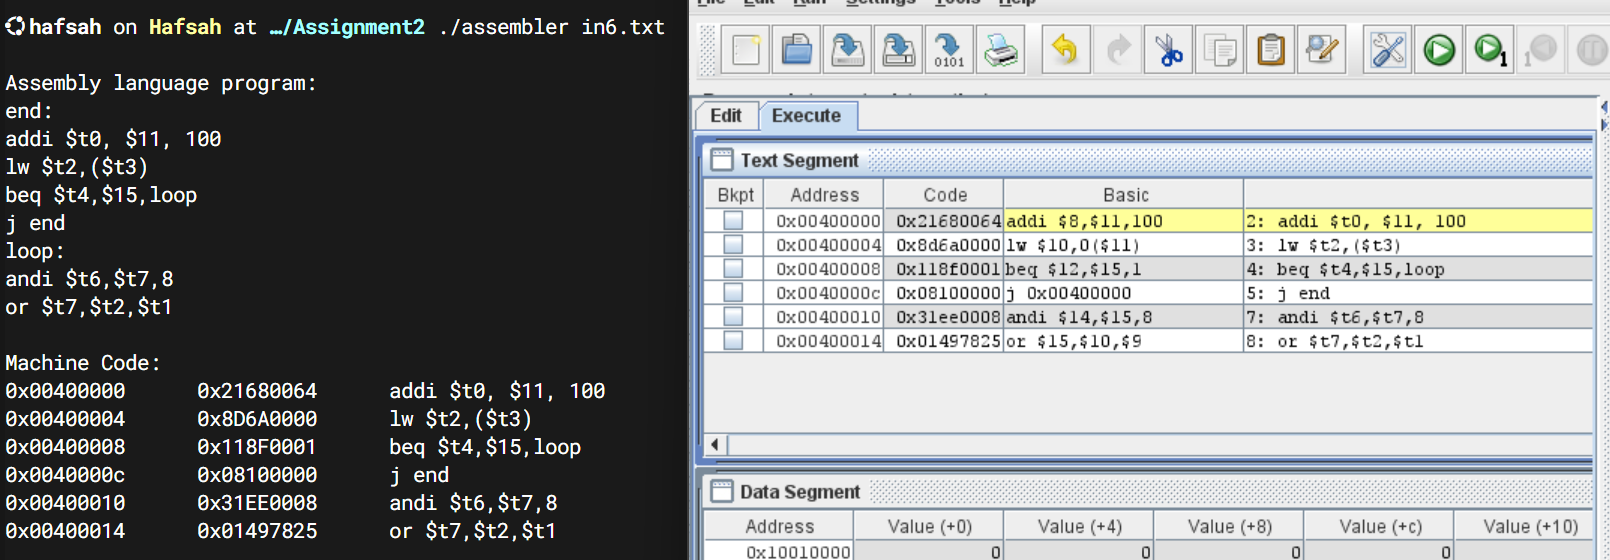 hafsah on Hafsah at …/Assignment2 ./assembler in6.txt
Assembly language program:
end:
addi $t0, $11, 100
lw $t2,($t3)
beq $t4,$15,loop
j end
loop:
andi $t6,$t7,8
or $t7,$t2,$t1
Machine Code:
0x00400000 0x21680064 addi $t0, $11, 100
0x00400004 0x8D6A0000 lw $t2,($t3)
0x00400008 0x118F0001 beq $t4,$15,loop
0x0040000c 0x08100000 j end
0x00400010 0x31EE0008 andi $t6,$t7,8
0x00400014 0x01497825 or $t7,$t2,$t1
File Edit Run Settings Tools Help
0101 1 1
Edit Execute
Text Segment
Bkpt Address Code Basic
0x00400000 0x21680064 addi $8,$11,100 2: addi $t0, $11, 100
0x00400004 0x8d6a0000 lw $10,0($11) 3: lw $t2,($t3)
0x00400008 0x118f0001 beq $12,$15,1 4: beq $t4,$15,loop
0x0040000c 0x08100000 j 0x00400000 5: j end
0x00400010 0x31ee0008 andi $14,$15,8 7: andi $t6,$t7,8
0x00400014 0x01497825 or $15,$10,$9 8: or $t7,$t2,$t1
Data Segment
Address Value (+0) Value (+4) Value (+8) Value (+c) Value (+10)
0x10010000 0 0 0 0